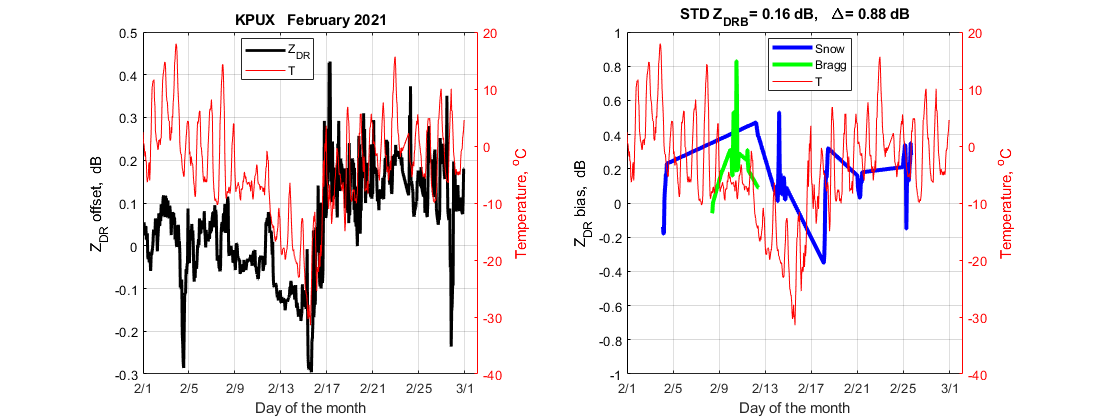 KPUX   February 2021
0.5
0.4
0.3
0.2
0.1
0
-0.1
-0.2
-0.3
Z_DR offset,  dB
Z_DR
T
20
10
0
-10
-20
-30
-40
Temperature, °C
2/1 2/5 2/9 2/13 2/17 2/21 2/25 3/1
Day of the month
STD Z_DRB= 0.16 dB,   Δ= 0.88 dB
1
0.8
0.6
0.4
0.2
0
-0.2
-0.4
-0.6
-0.8
-1
Z_DR bias,  dB
Snow
Bragg
T
20
10
0
-10
-20
-30
-40
Temperature, °C
2/1 2/5 2/9 2/13 2/17 2/21 2/25 3/1
Day of the month